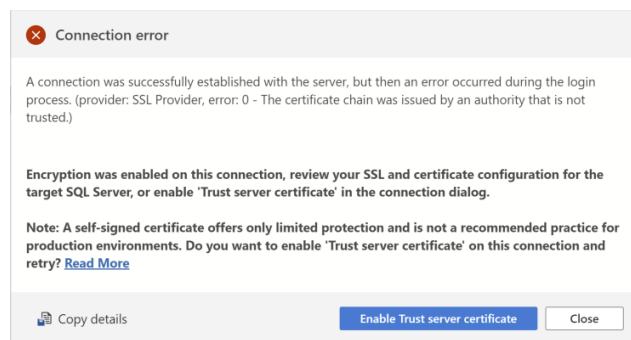 Connection error
A connection was successfully established with the server, but then an error occurred during the login
process. (provider: SSL Provider, error: 0 - The certificate chain was issued by an authority that is not
trusted.)
Encryption was enabled on this connection, review your SSL and certificate configuration for the
target SQL Server, or enable 'Trust server certificate' in the connection dialog.
Note: A self-signed certificate offers only limited protection and is not a recommended practice for
production environments. Do you want to enable 'Trust server certificate' on this connection and
retry? Read More
Copy details
Enable Trust server certificate
Close